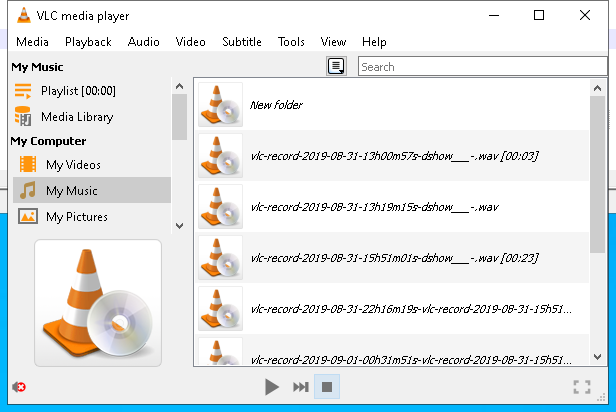 VLC media player
Media Playback Audio Video Subtitle Tools View Help
My Music
Search
Playlist [00:00]
Media Library
My Computer
My Videos
My Music
My Pictures
New folder
vlc-record-2019-08-31-13h00m57s-dshow___-.wav [00:03]
vlc-record-2019-08-31-13h19m15s-dshow___-.wav
vlc-record-2019-08-31-15h51m01s-dshow___-.wav [00:23]
vlc-record-2019-08-31-22h16m19s-vlc-record-2019-08-31-15h51...
vlc-record-2019-09-01-00h31m51s-vlc-record-2019-08-31-15h51...